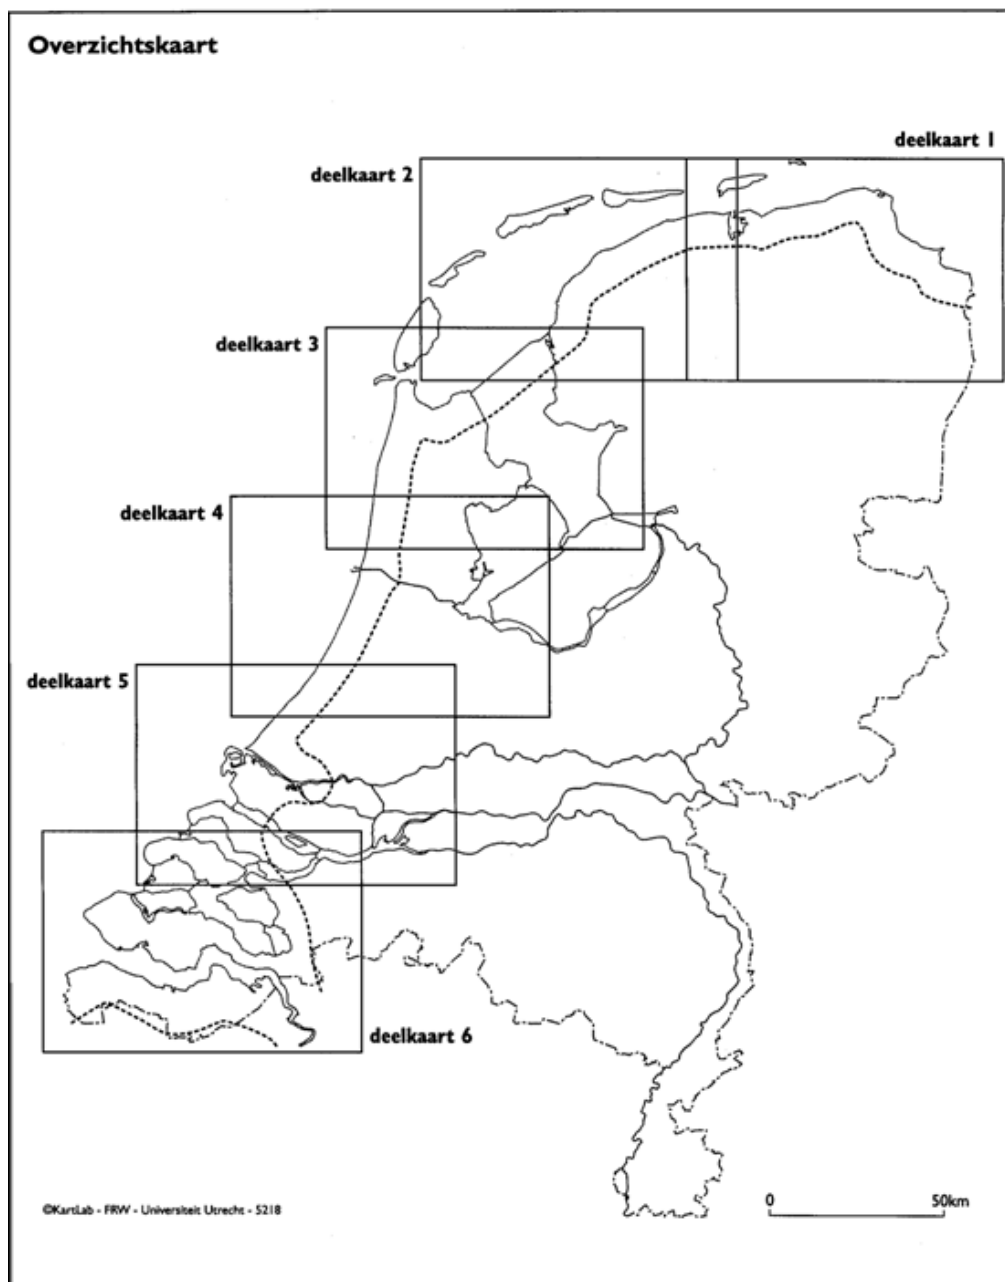 Overzichtskaart
deelkaart 1
deelkaart 2
deelkaart 3
deelkaart 4
deelkaart 5
deelkaart 6
©KartLab - FRW - Universiteit Utrecht - 5218
0 50km